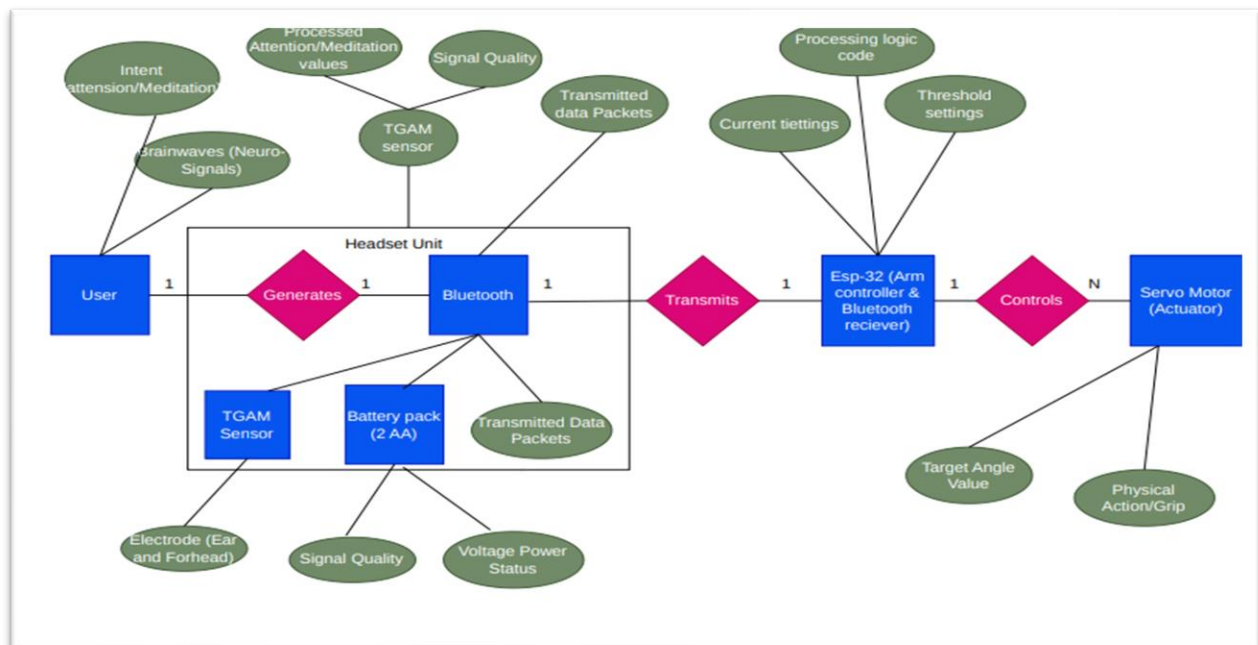 Processed
Attention/Meditation
values
Signal Quality
Processing logic
code
Intent
attension/Meditation)
Transmitted
data Packets
Threshold
settings
Current tiettings
TGAM
sensor
Brainwaves (Neuro-
Signals)
Headset Unit
User
1
Generates
1
Bluetooth
1
Transmits
1
Esp-32 (Arm
controller &
Bluetooth
reciever)
1
Controls
N
Servo Motor
(Actuator)
TGAM
Sensor
Battery pack
(2 AA)
Transmitted Data
Packets
Target Angle
Value
Physical
Action/Grip
Electrode (Ear
and Forhead)
Signal Quality
Voltage Power
Status